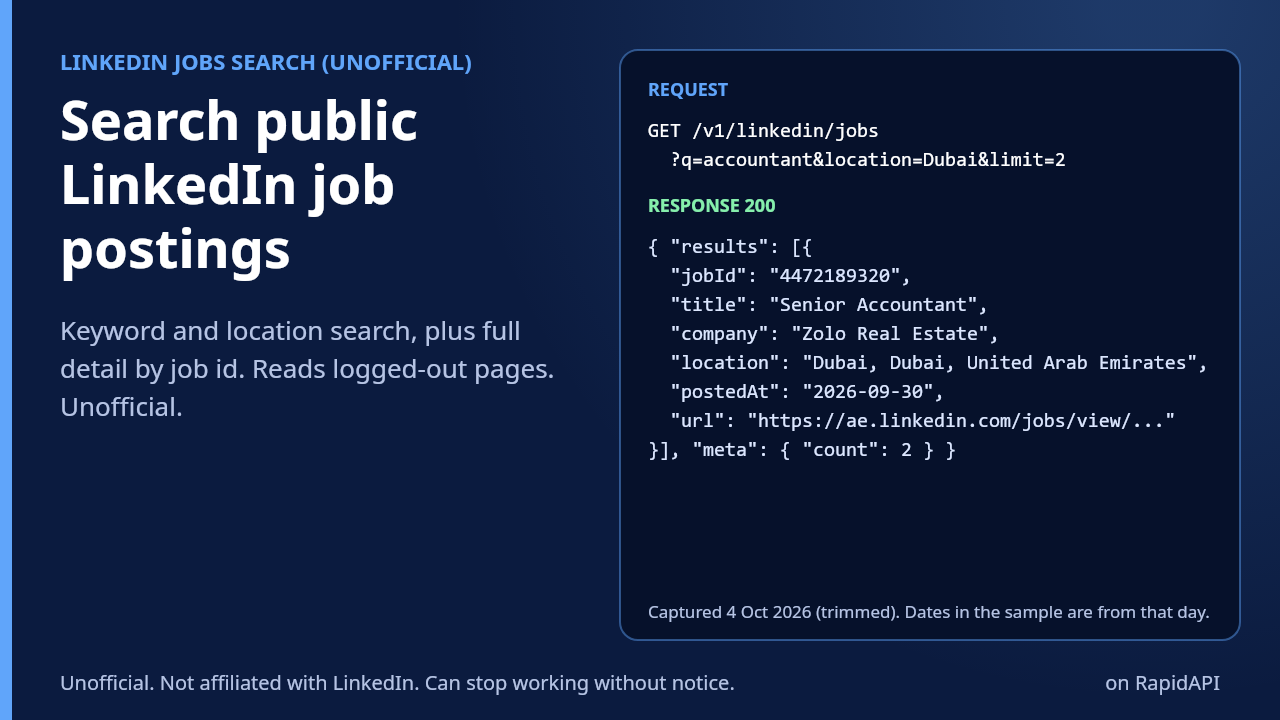 LINKEDIN JOBS SEARCH (UNOFFICIAL)
Search public
LinkedIn job
postings
Keyword and location search, plus full
detail by job id. Reads logged-out pages.
Unofficial.
REQUEST
GET /v1/linkedin/jobs
?q=accountant&location=Dubai&limit=2
RESPONSE 200
{ "results": [{
"jobId": "4472189320",
"title": "Senior Accountant",
"company": "Zolo Real Estate",
"location": "Dubai, Dubai, United Arab Emirates",
"postedAt": "2026-09-30",
"url": "https://ae.linkedin.com/jobs/view/..."
}], "meta": { "count": 2 } }
Captured 4 Oct 2026 (trimmed). Dates in the sample are from that day.
Unofficial. Not affiliated with LinkedIn. Can stop working without notice.
on RapidAPI